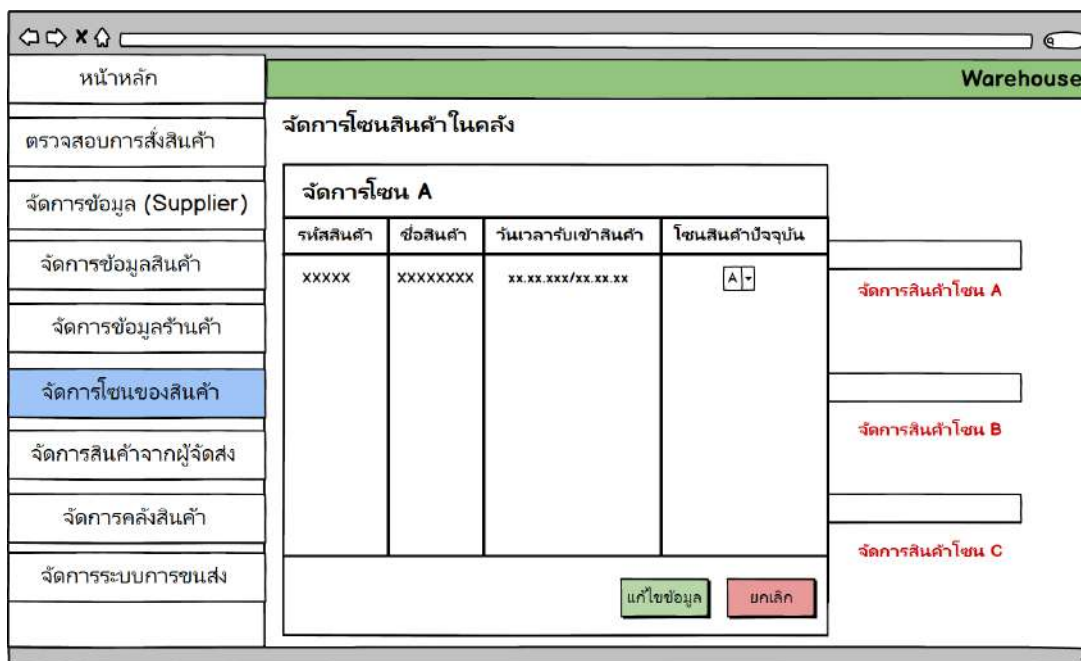 หน้าหลัก
Warehouse
ตรวจสอบการสั่งสินค้า
จัดการข้อมูล (Supplier)
จัดการข้อมูลสินค้า
จัดการข้อมูลร้านค้า
จัดการโซนของสินค้า
จัดการสินค้าจากผู้จัดส่ง
จัดการคลังสินค้า
จัดการระบบการขนส่ง
จัดการโซนสินค้าในคลัง
จัดการโซน A
รหัสสินค้า ชื่อสินค้า วันเวลารับเข้าสินค้า โซนสินค้าปัจจุบัน
xxxxx xxxxxxxx xx.xx.xxx/xx.xx.xx A
แก้ไขข้อมูล ยกเลิก
จัดการสินค้าโซน A
จัดการสินค้าโซน B
จัดการสินค้าโซน C